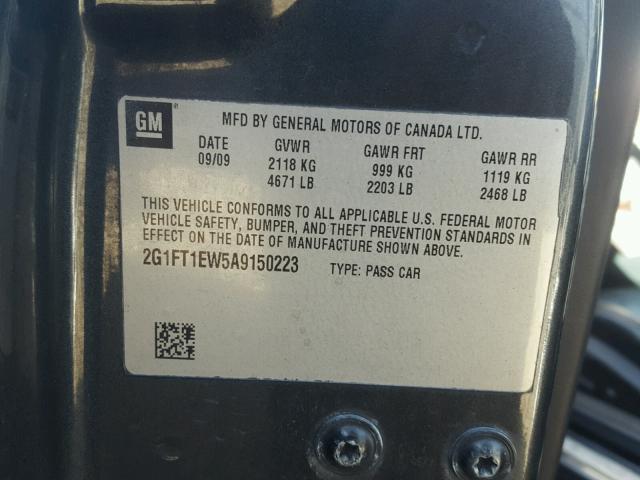 GM
MFD BY GENERAL MOTORS OF CANADA LTD.
DATE GVWR GAWR FRT GAWR RR
09/09 2118 KG 999 KG 1119 KG
4671 LB 2203 LB 2468 LB
THIS VEHICLE CONFORMS TO ALL APPLICABLE U.S. FEDERAL MOTOR
VEHICLE SAFETY, BUMPER, AND THEFT PREVENTION STANDARDS IN
EFFECT ON THE DATE OF MANUFACTURE SHOWN ABOVE.
2G1FT1EW5A9150223 TYPE: PASS CAR